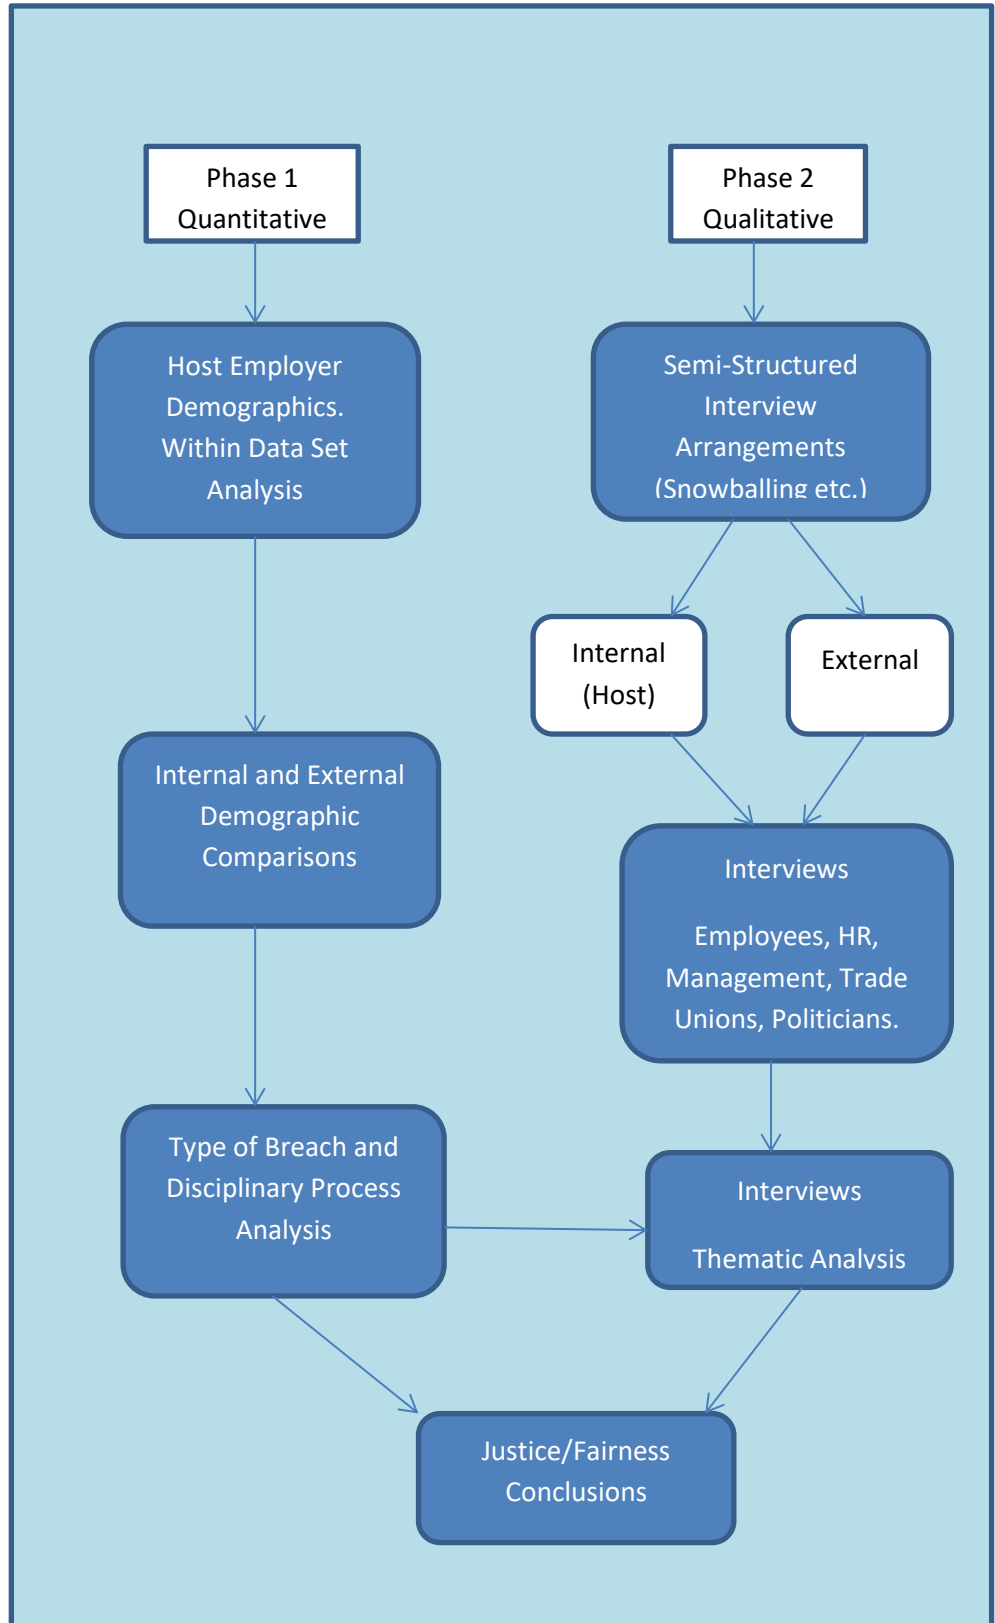 Phase 1
Quantitative
Phase 2
Qualitative
Host Employer
Demographics.
Within Data Set
Analysis
Semi-Structured
Interview
Arrangements
(Snowballing etc.)
Internal
(Host)
External
Internal and External
Demographic
Comparisons
Interviews
Employees, HR,
Management, Trade
Unions, Politicians.
Type of Breach and
Disciplinary Process
Analysis
Interviews
Thematic Analysis
Justice/Fairness
Conclusions